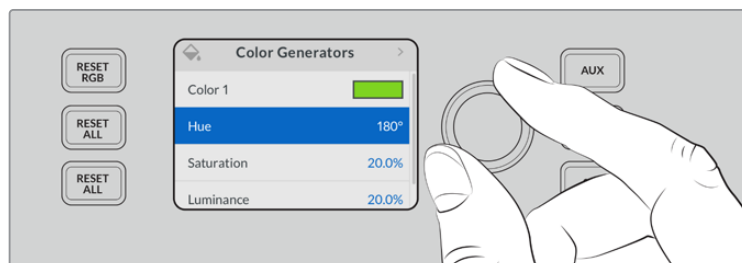 RESET
RGB
RESET
ALL
RESET
ALL
Color Generators
Color 1
Hue 180°
Saturation 20.0%
Luminance 20.0%
AUX